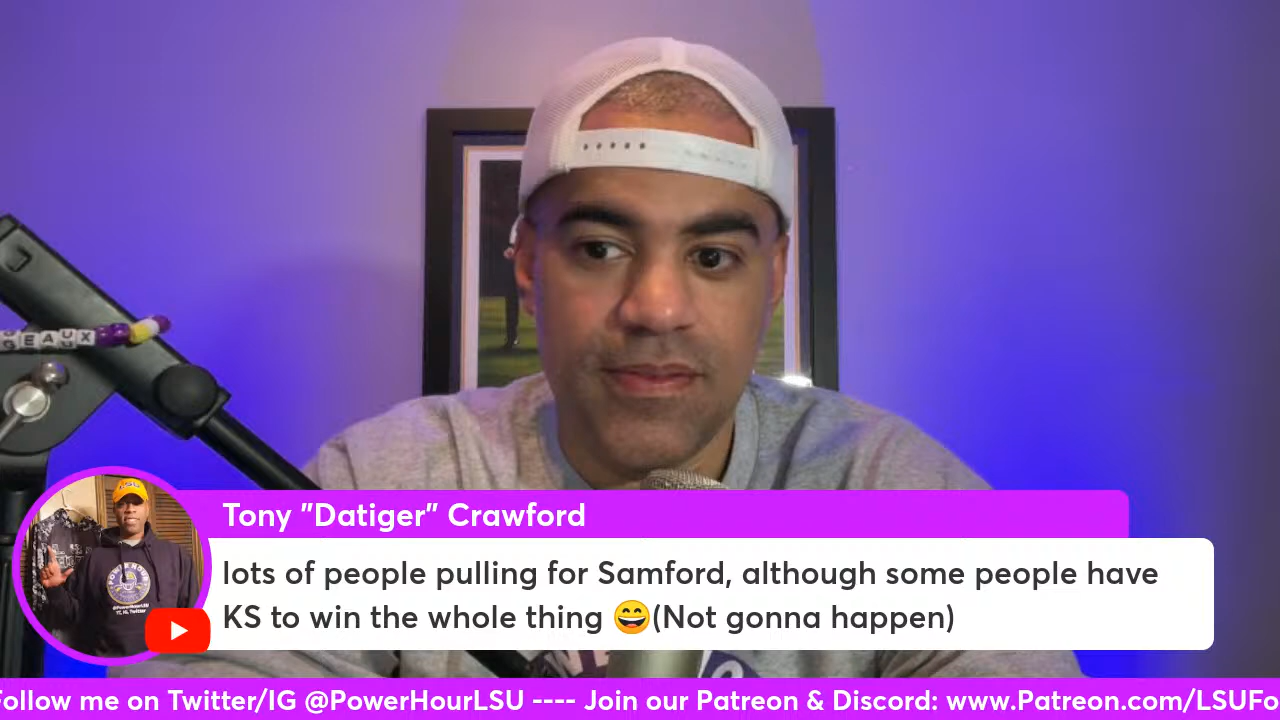 GEAUX
Tony "Datiger" Crawford
lots of people pulling for Samford, although some people have
KS to win the whole thing 😄(Not gonna happen)
Follow me on Twitter/IG @PowerHourLSU ---- Join our Patreon & Discord: www.Patreon.com/LSUFo